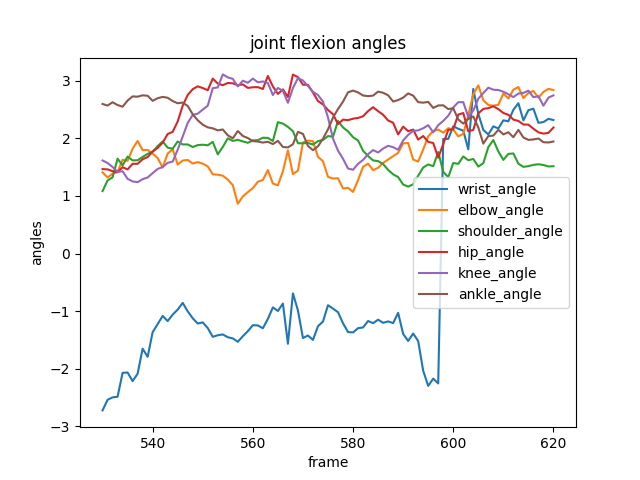 joint flexion angles
3
2
1
0
−1
−2
−3
angles
wrist_angle
elbow_angle
shoulder_angle
hip_angle
knee_angle
ankle_angle
540 560 580 600 620
frame